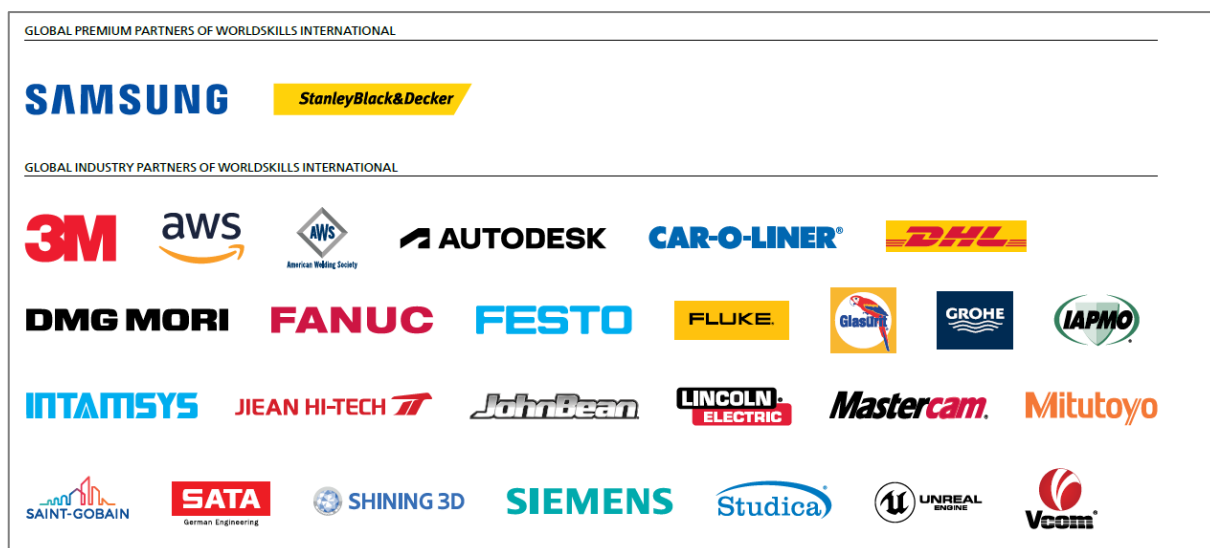 GLOBAL PREMIUM PARTNERS OF WORLDSKILLS INTERNATIONAL
SAMSUNG
StanleyBlack&Decker
GLOBAL INDUSTRY PARTNERS OF WORLDSKILLS INTERNATIONAL
3M
aws
AWS
American Welding Society
AUTODESK
CAR-O-LINER®
DHL
DMG MORI
FANUC
FESTO
FLUKE.
Glasurit
GROHE
IAPMO
INTAMSYS
JIEAN HI-TECH
JohnBean
LINCOLN
ELECTRIC
Mastercam.
Mitutoyo
SAINT-GOBAIN
SATA
German Engineering
SHINING 3D
SIEMENS
Studica
UNREAL
ENGINE
Vcom®